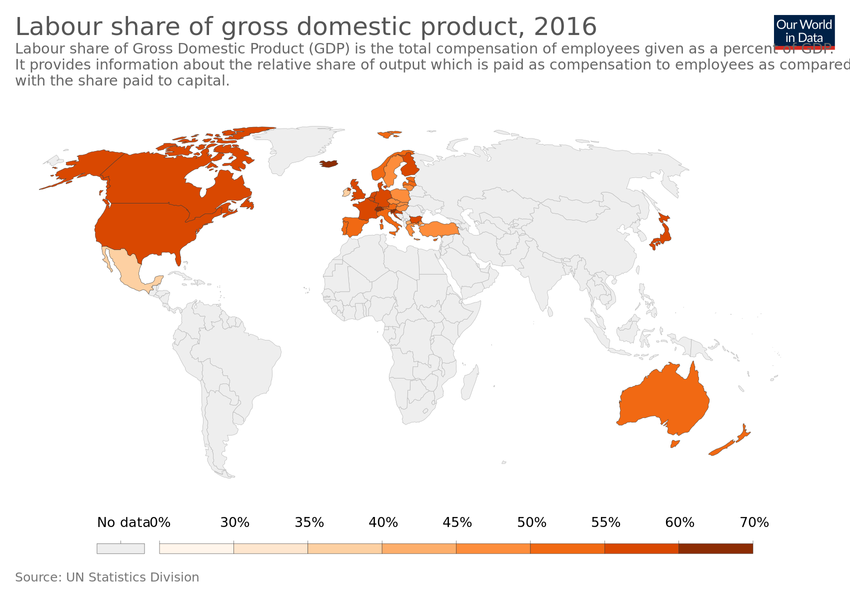 Labour share of gross domestic product, 2016
Our World
in Data
Labour share of Gross Domestic Product (GDP) is the total compensation of employees given as a percent of GDP.
It provides information about the relative share of output which is paid as compensation to employees as compared
with the share paid to capital.
No data 0% 30% 35% 40% 45% 50% 55% 60% 70%
Source: UN Statistics Division